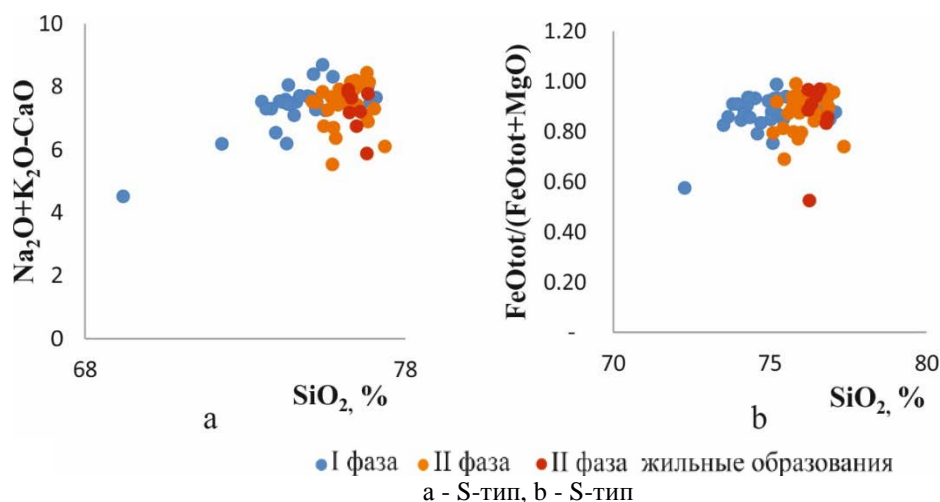 10
8
6
4
2
0
Na₂O+K₂O-CaO
68
78
SiO₂, %
a
1.20
1.00
0.80
0.60
0.40
0.20
-
FeOtot/(FeOtot+MgO)
70
75
80
SiO₂, %
b
I фаза II фаза II фаза жильные образования
a - S-тип, b - S-тип